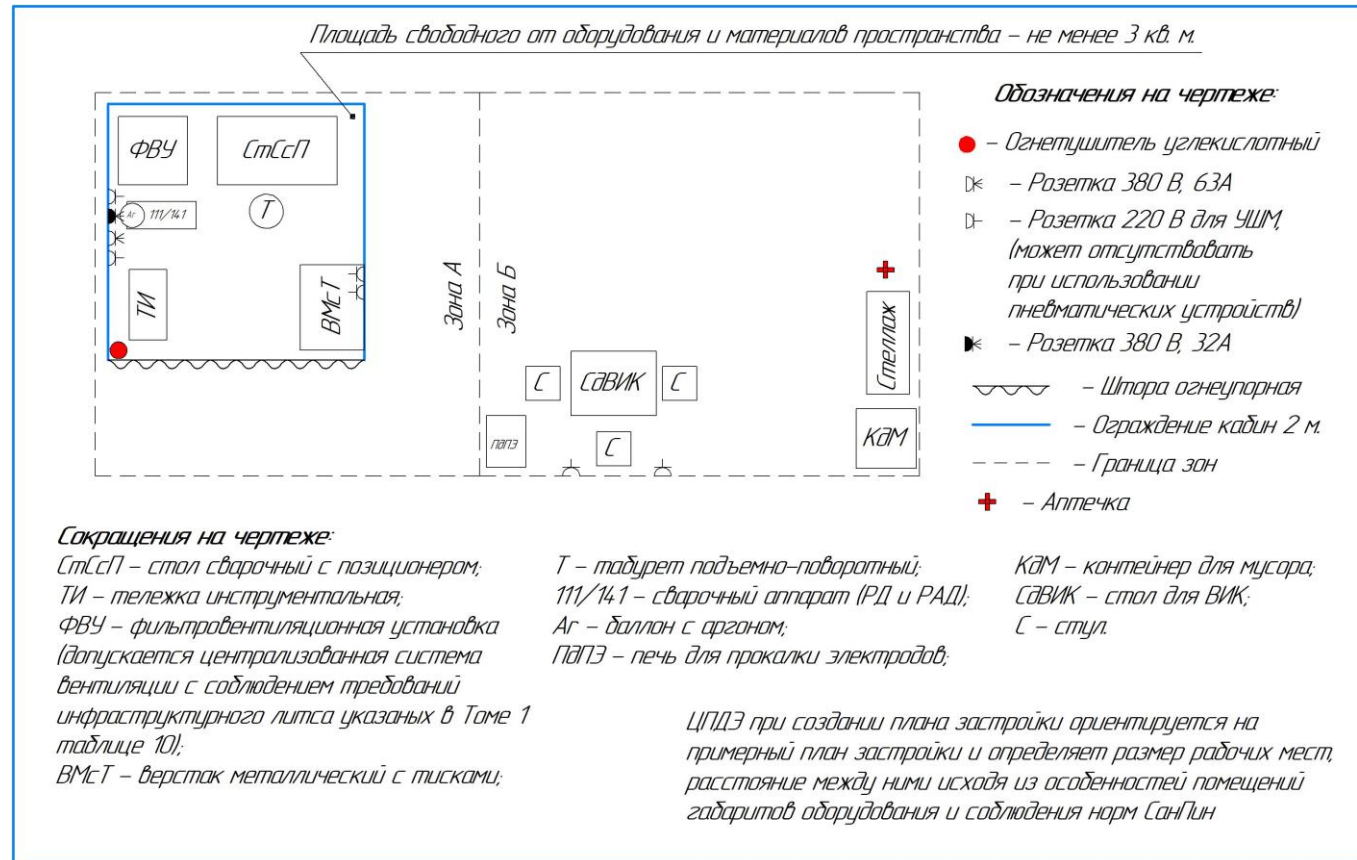 Площадь свободного от оборудования и материалов пространства – не менее 3 кв. м.
ФВУ
СтСсП
Аг
111/141
Т
ТИ
ВМсТ
Зона А
Зона Б
С
СдВИК
С
ПдПЭ
С
Стеллаж
КдМ
Обозначения на чертеже:
– Огнетушитель углекислотный
– Розетка 380 В, 63А
– Розетка 220 В для УШМ,
(может отсутствовать
при использовании
пневматических устройств)
– Розетка 380 В, 32А
– Штора огнеупорная
– Ограждение кабин 2 м.
– Граница зон
– Аптечка
Сокращения на чертеже:
СтСсП – стол сварочный с позиционером;
ТИ – тележка инструментальная;
ФВУ – фильтровентиляционная установка
(допускается централизованная система
вентиляции с соблюдением требований
инфраструктурного литса указаных в Томе 1
таблице 10);
ВМсТ – верстак металлический с тисками;
Т – табурет подъемно-поворотный;
111/141 – сварочный аппарат (РД и РАД);
Аг – баллон с аргоном;
ПдПЭ – печь для прокалки электродов;
КдМ – контейнер для мусора;
СдВИК – стол для ВИК;
С – стул.
ЦПДЭ при создании плана застройки ориентируется на
примерный план застройки и определяет размер рабочих мест,
расстояние между ними исходя из особенностей помещений
габаритов оборудования и соблюдения норм СанПин